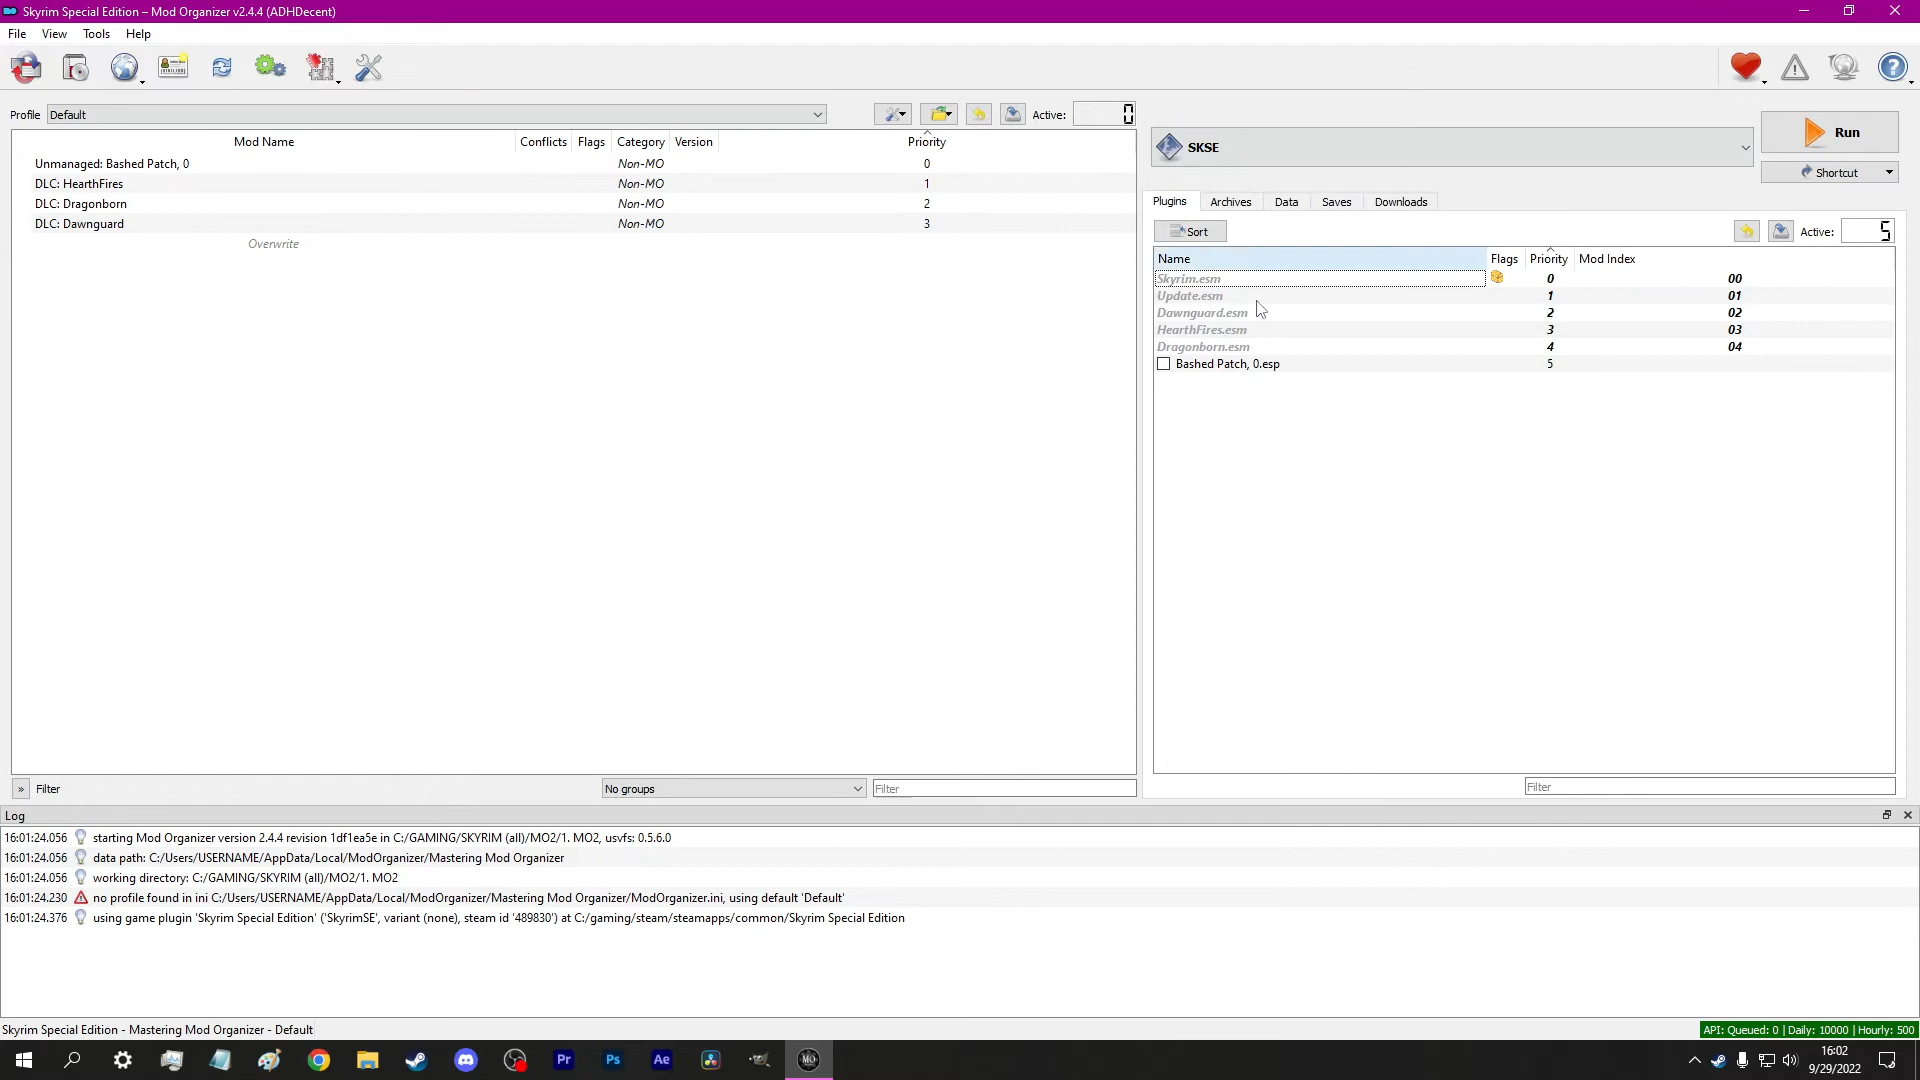 Skyrim Special Edition – Mod Organizer v2.4.4 (ADHDecent)
File View Tools Help
Profile Default Active: 0
Mod Name Conflicts Flags Category Version Priority
Unmanaged: Bashed Patch, 0 Non-MO 0
DLC: HearthFires Non-MO 1
DLC: Dragonborn Non-MO 2
DLC: Dawnguard Non-MO 3
Overwrite
SKSE
Run
Shortcut
Plugins Archives Data Saves Downloads
Sort Active: 5
Name Flags Priority Mod Index
Skyrim.esm 0 00
Update.esm 1 01
Dawnguard.esm 2 02
HearthFires.esm 3 03
Dragonborn.esm 4 04
Bashed Patch, 0.esp 5
» Filter No groups Filter
Filter
Log
16:01:24.056 starting Mod Organizer version 2.4.4 revision 1df1ea5e in C:/GAMING/SKYRIM (all)/MO2/1. MO2, usvfs: 0.5.6.0
16:01:24.056 data path: C:/Users/USERNAME/AppData/Local/ModOrganizer/Mastering Mod Organizer
16:01:24.056 working directory: C:/GAMING/SKYRIM (all)/MO2/1. MO2
16:01:24.230 no profile found in ini C:/Users/USERNAME/AppData/Local/ModOrganizer/Mastering Mod Organizer/ModOrganizer.ini, using default 'Default'
16:01:24.376 using game plugin 'Skyrim Special Edition' ('SkyrimSE', variant (none), steam id '489830') at C:/gaming/steam/steamapps/common/Skyrim Special Edition
Skyrim Special Edition - Mastering Mod Organizer - Default
API: Queued: 0 | Daily: 10000 | Hourly: 500
Pr Ps Ae MO
16:02
9/29/2022